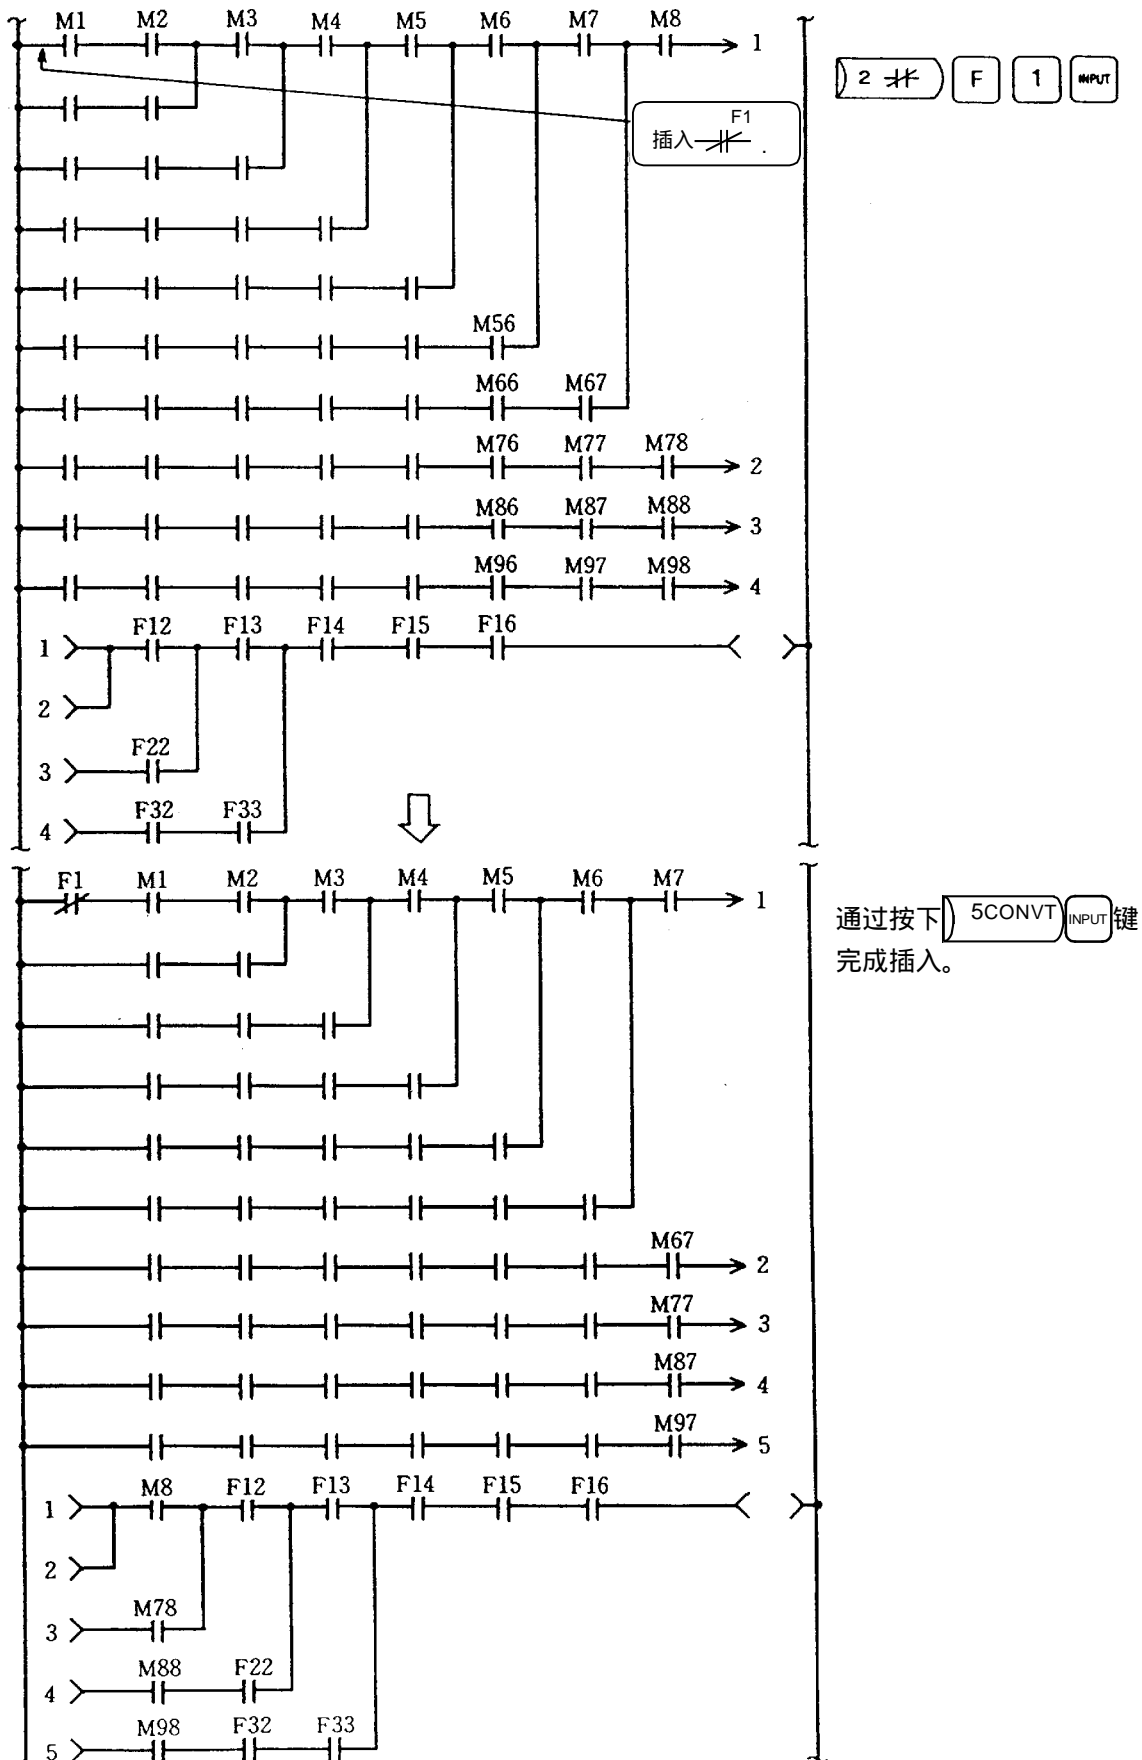 M1 M2 M3 M4 M5 M6 M7 M8 1
2 F 1 INPUT
F1
插入 .
M56
M66 M67
M76 M77 M78 2
M86 M87 M88 3
M96 M97 M98 4
1 F12 F13 F14 F15 F16
2
3 F22
4 F32 F33
F1 M1 M2 M3 M4 M5 M6 M7 1
通过按下 5CONVT INPUT 键
完成插入。
M67 2
M77 3
M87 4
M97 5
1 M8 F12 F13 F14 F15 F16
2
3 M78
4 M88 F22
5 M98 F32 F33